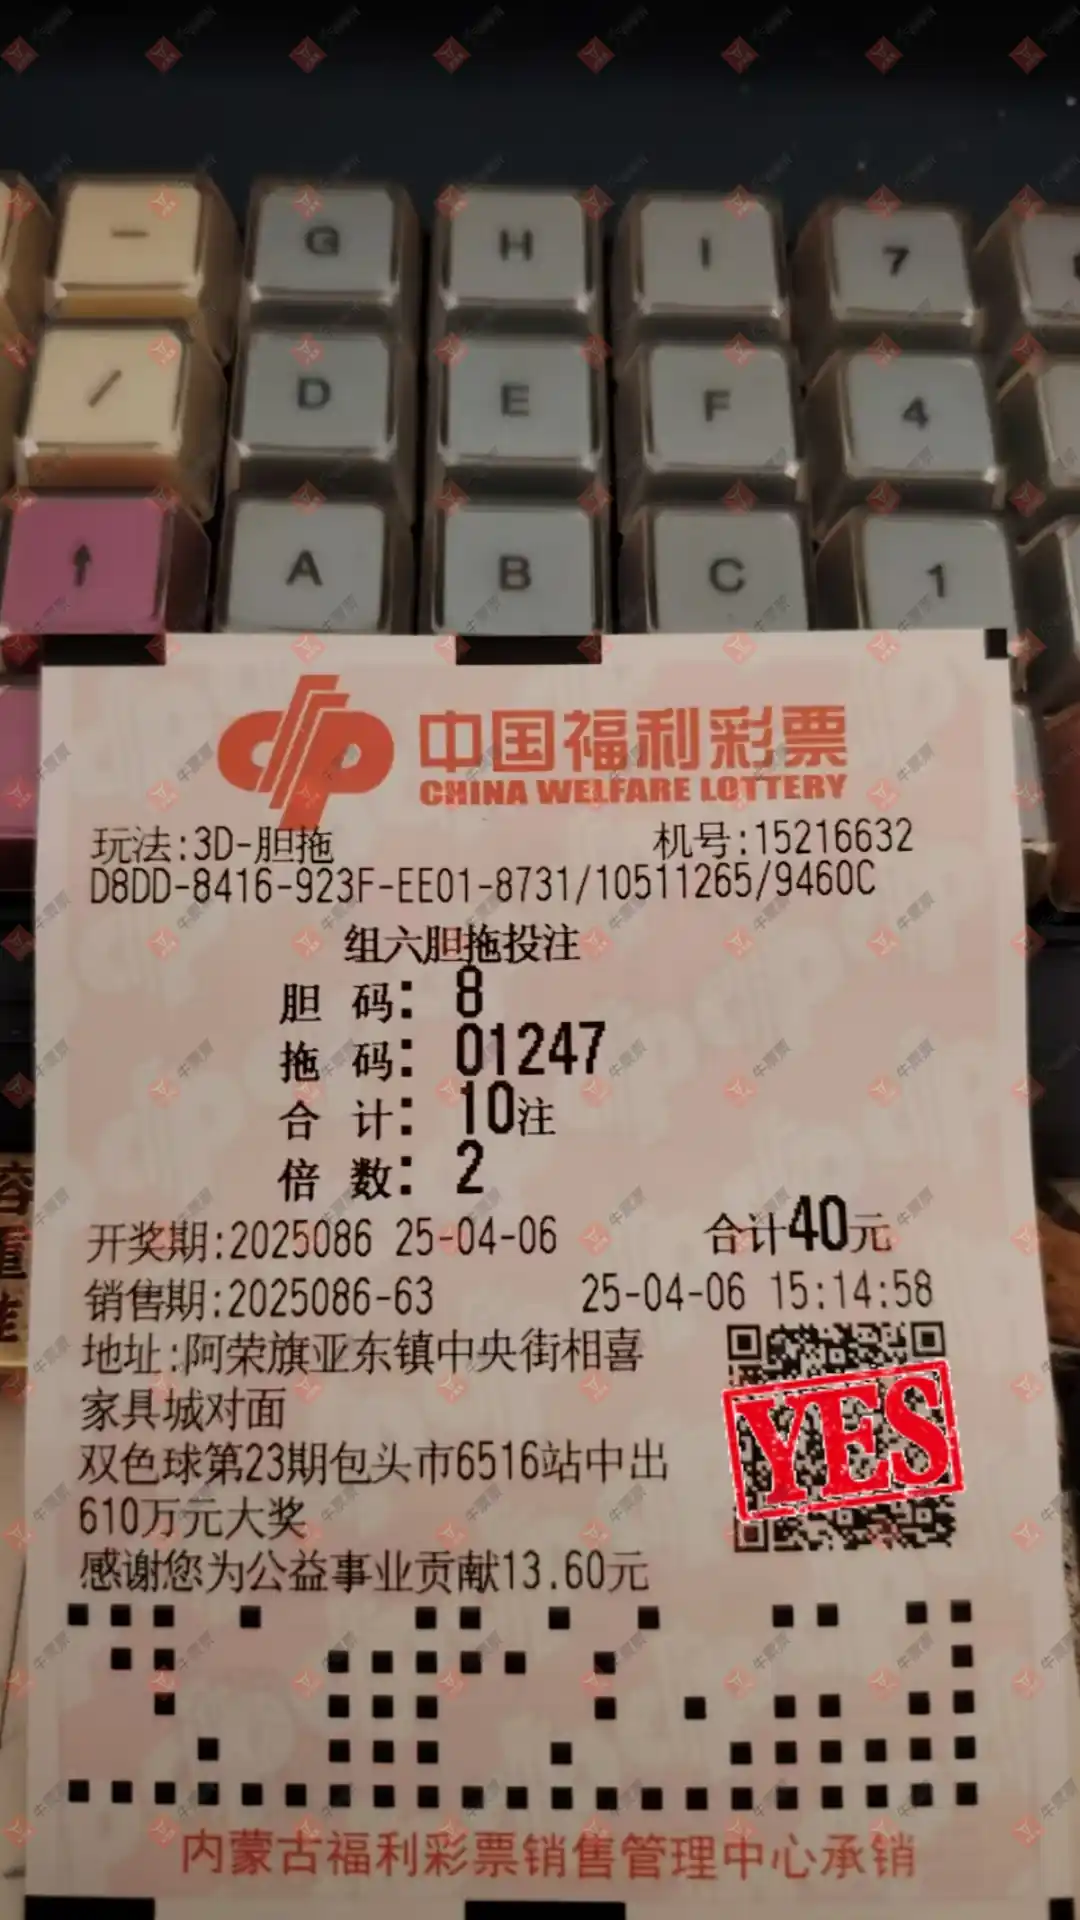 - G H I 7
/ D E F 4
↑ A B C 1
中国福利彩票
CHINA WELFARE LOTTERY
玩法:3D-胆拖 机号:15216632
D8DD-8416-923F-EE01-8731/10511265/9460C
组六胆拖投注
胆 码: 8
拖 码: 01247
合 计: 10注
倍 数: 2
开奖期:2025086 25-04-06 合计40元
销售期:2025086-63 25-04-06 15:14:58
地址:阿荣旗亚东镇中央街相喜
家具城对面
YES
双色球第23期包头市6516站中出
610万元大奖
感谢您为公益事业贡献13.60元
内蒙古福利彩票销售管理中心承销
牛票票